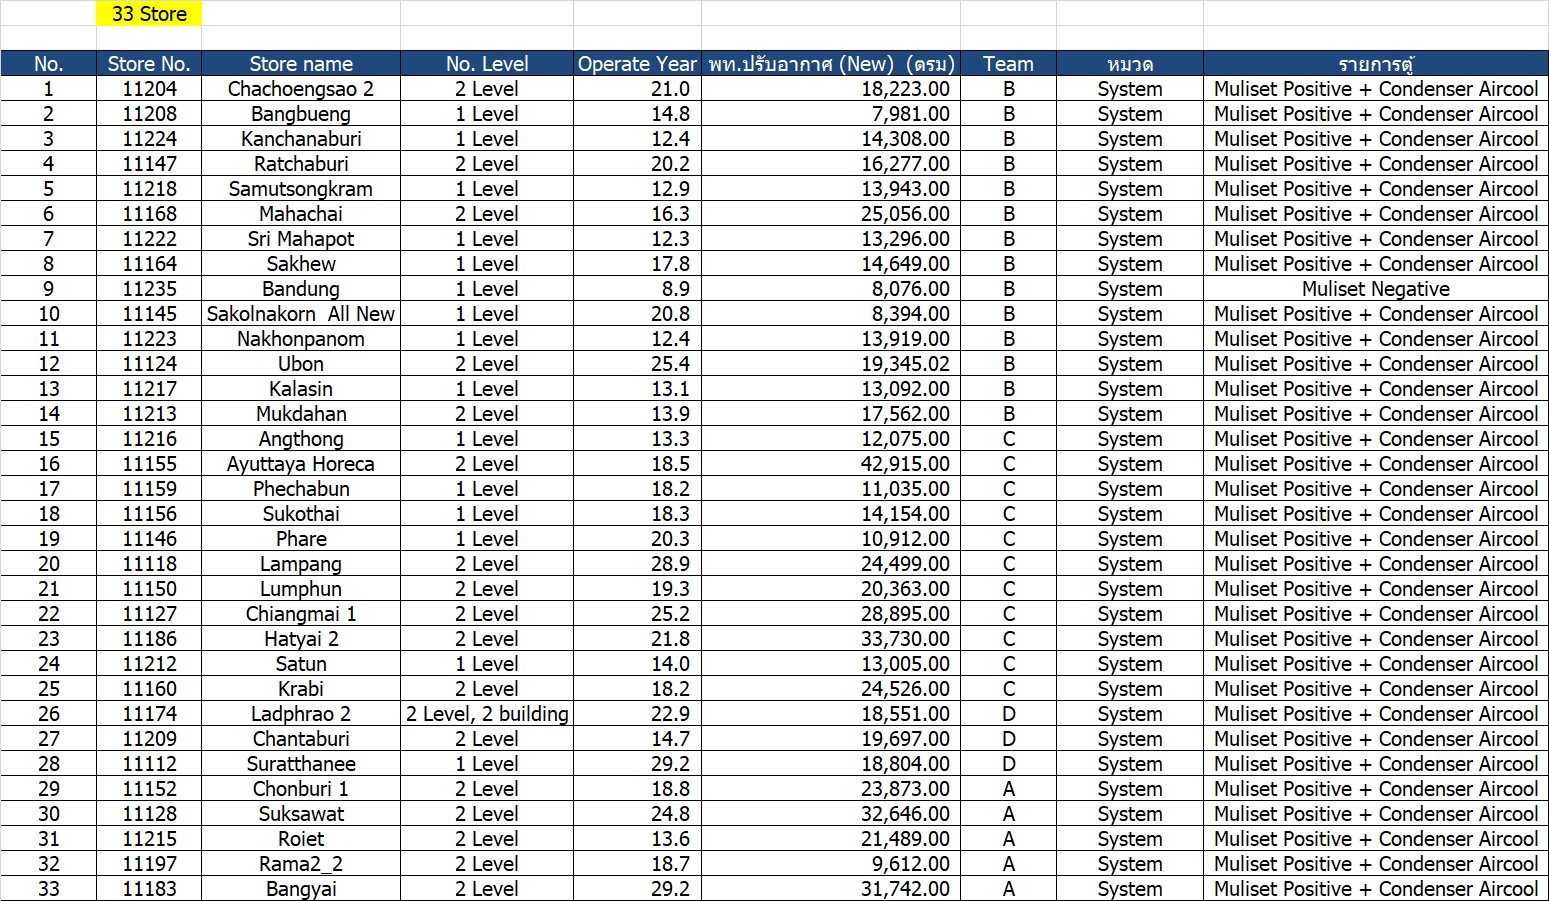 33 Store
No. Store No. Store name No. Level Operate Year พท.ปรับอากาศ (New) (ตรม) Team หมวด รายการตู้
1 11204 Chachoengsao 2 2 Level 21.0 18,223.00 B System Muliset Positive + Condenser Aircool
2 11208 Bangbueng 1 Level 14.8 7,981.00 B System Muliset Positive + Condenser Aircool
3 11224 Kanchanaburi 1 Level 12.4 14,308.00 B System Muliset Positive + Condenser Aircool
4 11147 Ratchaburi 2 Level 20.2 16,277.00 B System Muliset Positive + Condenser Aircool
5 11218 Samutsongkram 1 Level 12.9 13,943.00 B System Muliset Positive + Condenser Aircool
6 11168 Mahachai 2 Level 16.3 25,056.00 B System Muliset Positive + Condenser Aircool
7 11222 Sri Mahapot 1 Level 12.3 13,296.00 B System Muliset Positive + Condenser Aircool
8 11164 Sakhew 1 Level 17.8 14,649.00 B System Muliset Positive + Condenser Aircool
9 11235 Bandung 1 Level 8.9 8,076.00 B System Muliset Negative
10 11145 Sakolnakorn All New 1 Level 20.8 8,394.00 B System Muliset Positive + Condenser Aircool
11 11223 Nakhonpanom 1 Level 12.4 13,919.00 B System Muliset Positive + Condenser Aircool
12 11124 Ubon 2 Level 25.4 19,345.02 B System Muliset Positive + Condenser Aircool
13 11217 Kalasin 1 Level 13.1 13,092.00 B System Muliset Positive + Condenser Aircool
14 11213 Mukdahan 2 Level 13.9 17,562.00 B System Muliset Positive + Condenser Aircool
15 11216 Angthong 1 Level 13.3 12,075.00 C System Muliset Positive + Condenser Aircool
16 11155 Ayuttaya Horeca 2 Level 18.5 42,915.00 C System Muliset Positive + Condenser Aircool
17 11159 Phechabun 1 Level 18.2 11,035.00 C System Muliset Positive + Condenser Aircool
18 11156 Sukothai 1 Level 18.3 14,154.00 C System Muliset Positive + Condenser Aircool
19 11146 Phare 1 Level 20.3 10,912.00 C System Muliset Positive + Condenser Aircool
20 11118 Lampang 2 Level 28.9 24,499.00 C System Muliset Positive + Condenser Aircool
21 11150 Lumphun 2 Level 19.3 20,363.00 C System Muliset Positive + Condenser Aircool
22 11127 Chiangmai 1 2 Level 25.2 28,895.00 C System Muliset Positive + Condenser Aircool
23 11186 Hatyai 2 2 Level 21.8 33,730.00 C System Muliset Positive + Condenser Aircool
24 11212 Satun 1 Level 14.0 13,005.00 C System Muliset Positive + Condenser Aircool
25 11160 Krabi 2 Level 18.2 24,526.00 C System Muliset Positive + Condenser Aircool
26 11174 Ladphrao 2 2 Level, 2 building 22.9 18,551.00 D System Muliset Positive + Condenser Aircool
27 11209 Chantaburi 2 Level 14.7 19,697.00 D System Muliset Positive + Condenser Aircool
28 11112 Suratthanee 1 Level 29.2 18,804.00 D System Muliset Positive + Condenser Aircool
29 11152 Chonburi 1 2 Level 18.8 23,873.00 A System Muliset Positive + Condenser Aircool
30 11128 Suksawat 2 Level 24.8 32,646.00 A System Muliset Positive + Condenser Aircool
31 11215 Roiet 2 Level 13.6 21,489.00 A System Muliset Positive + Condenser Aircool
32 11197 Rama2_2 2 Level 18.7 9,612.00 A System Muliset Positive + Condenser Aircool
33 11183 Bangyai 2 Level 29.2 31,742.00 A System Muliset Positive + Condenser Aircool